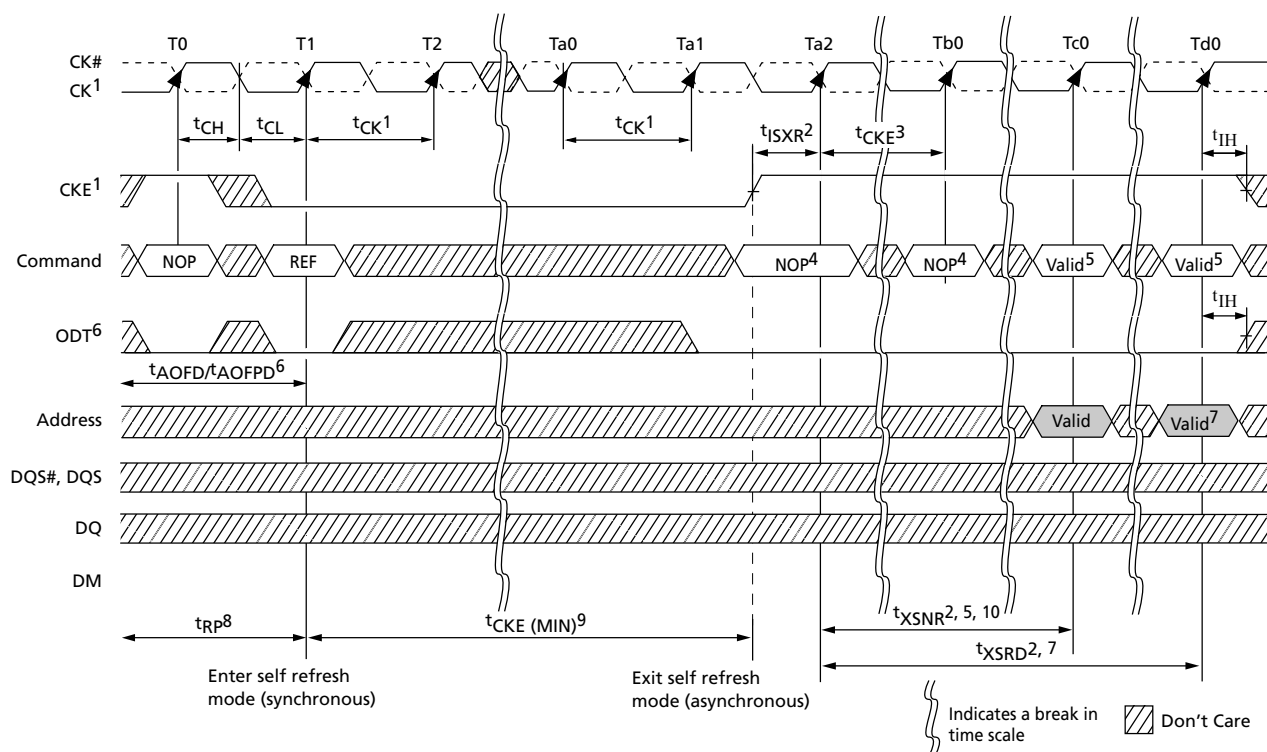 T0 T1 T2 Ta0 Ta1 Ta2 Tb0 Tc0 Td0
CK#
CK1
tCH tCL tCK1 tCK1 tISXR2 tCKE3 tIH
CKE1
Command NOP REF NOP4 NOP4 Valid5 Valid5
tIH
ODT6
tAOFD/tAOFPD6
Address Valid Valid7
DQS#, DQS
DQ
DM
tRP8 tCKE (MIN)9 tXSNR2, 5, 10
tXSRD2, 7
Enter self refresh
mode (synchronous)
Exit self refresh
mode (asynchronous)
Indicates a break in
time scale
Don't Care